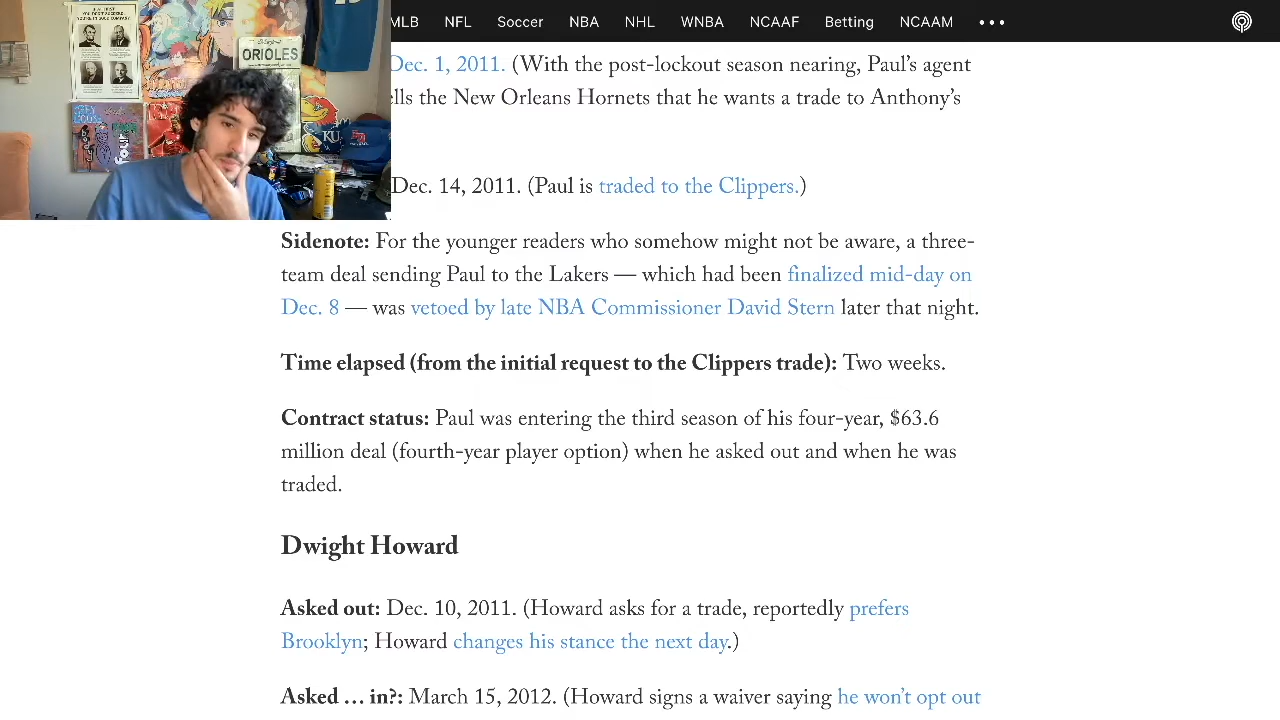 MLB NFL Soccer NBA NHL WNBA NCAAF Betting NCAAM •••
ORIOLES
KU
Dec. 1, 2011. (With the post-lockout season nearing, Paul’s agent
ells the New Orleans Hornets that he wants a trade to Anthony’s
Dec. 14, 2011. (Paul is traded to the Clippers.)
Sidenote: For the younger readers who somehow might not be aware, a three-
team deal sending Paul to the Lakers — which had been finalized mid-day on
Dec. 8 — was vetoed by late NBA Commissioner David Stern later that night.
Time elapsed (from the initial request to the Clippers trade): Two weeks.
Contract status: Paul was entering the third season of his four-year, $63.6
million deal (fourth-year player option) when he asked out and when he was
traded.
Dwight Howard
Asked out: Dec. 10, 2011. (Howard asks for a trade, reportedly prefers
Brooklyn; Howard changes his stance the next day.)
Asked … in?: March 15, 2012. (Howard signs a waiver saying he won’t opt out